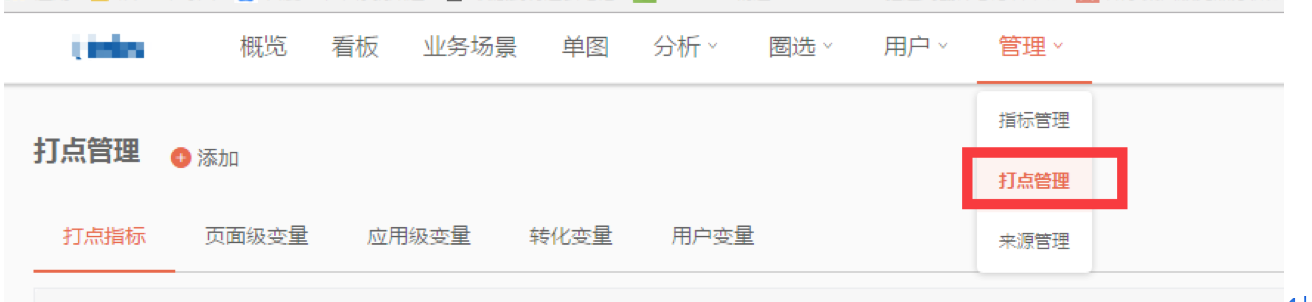 概览 看板 业务场景 单图 分析 圈选 用户 管理
指标管理
打点管理 添加
打点管理
打点指标 页面级变量 应用级变量 转化变量 用户变量
来源管理